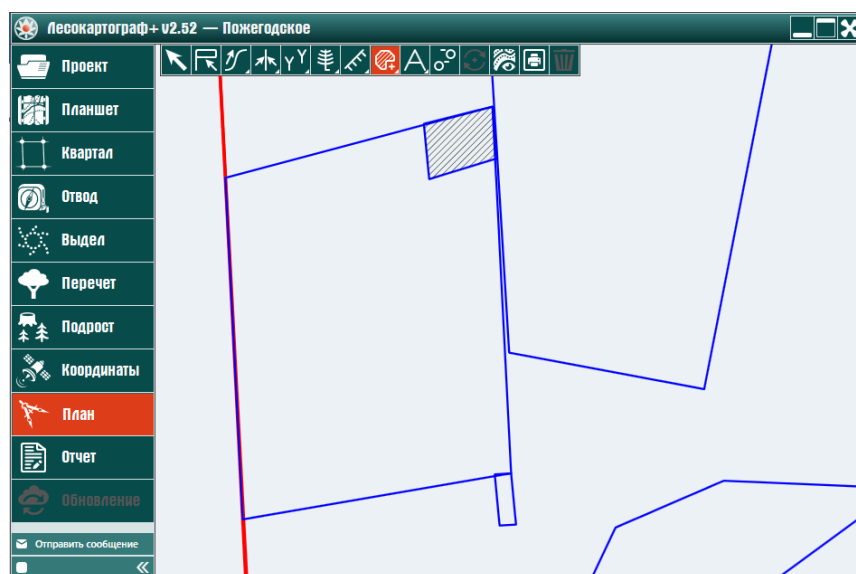 Лесокартограф+ v2.52 — Пожегодское
Проект
Планшет
Квартал
Отвод
Выдел
Перечет
Подрост
Координаты
План
Отчет
Обновление
Отправить сообщение